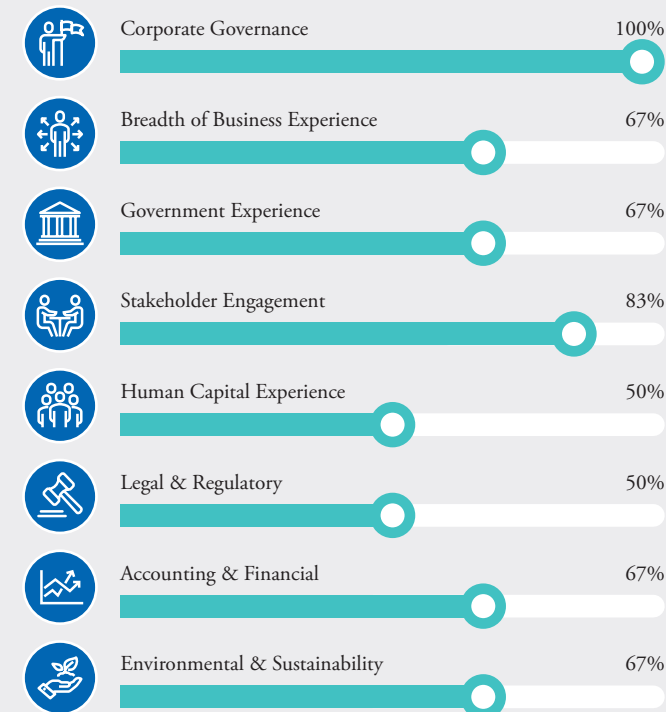 Corporate Governance 100%
Breadth of Business Experience 67%
Government Experience 67%
Stakeholder Engagement 83%
Human Capital Experience 50%
Legal & Regulatory 50%
Accounting & Financial 67%
Environmental & Sustainability 67%